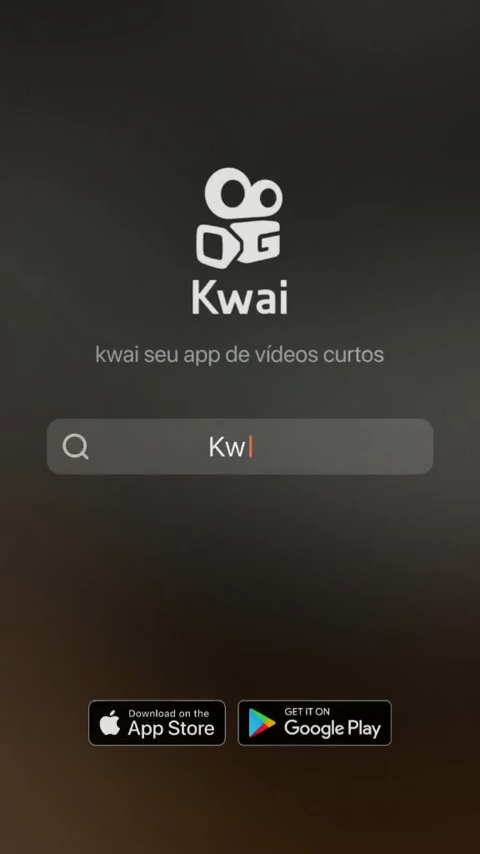 Kwai
kwai seu app de vídeos curtos
Kw
Download on the
App Store
GET IT ON
Google Play